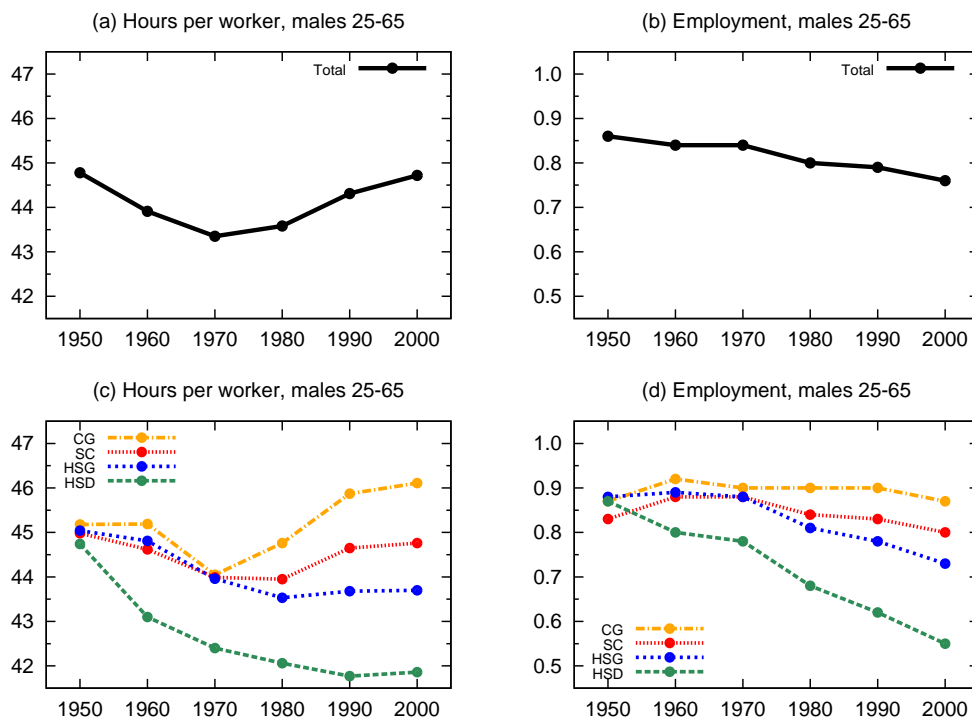 (a) Hours per worker, males 25-65
Total
47
46
45
44
43
42
1950 1960 1970 1980 1990 2000
(b) Employment, males 25-65
Total
1.0
0.9
0.8
0.7
0.6
0.5
1950 1960 1970 1980 1990 2000
(c) Hours per worker, males 25-65
CG
SC
HSG
HSD
47
46
45
44
43
42
1950 1960 1970 1980 1990 2000
(d) Employment, males 25-65
1.0
0.9
0.8
0.7
0.6
0.5
CG
SC
HSG
HSD
1950 1960 1970 1980 1990 2000